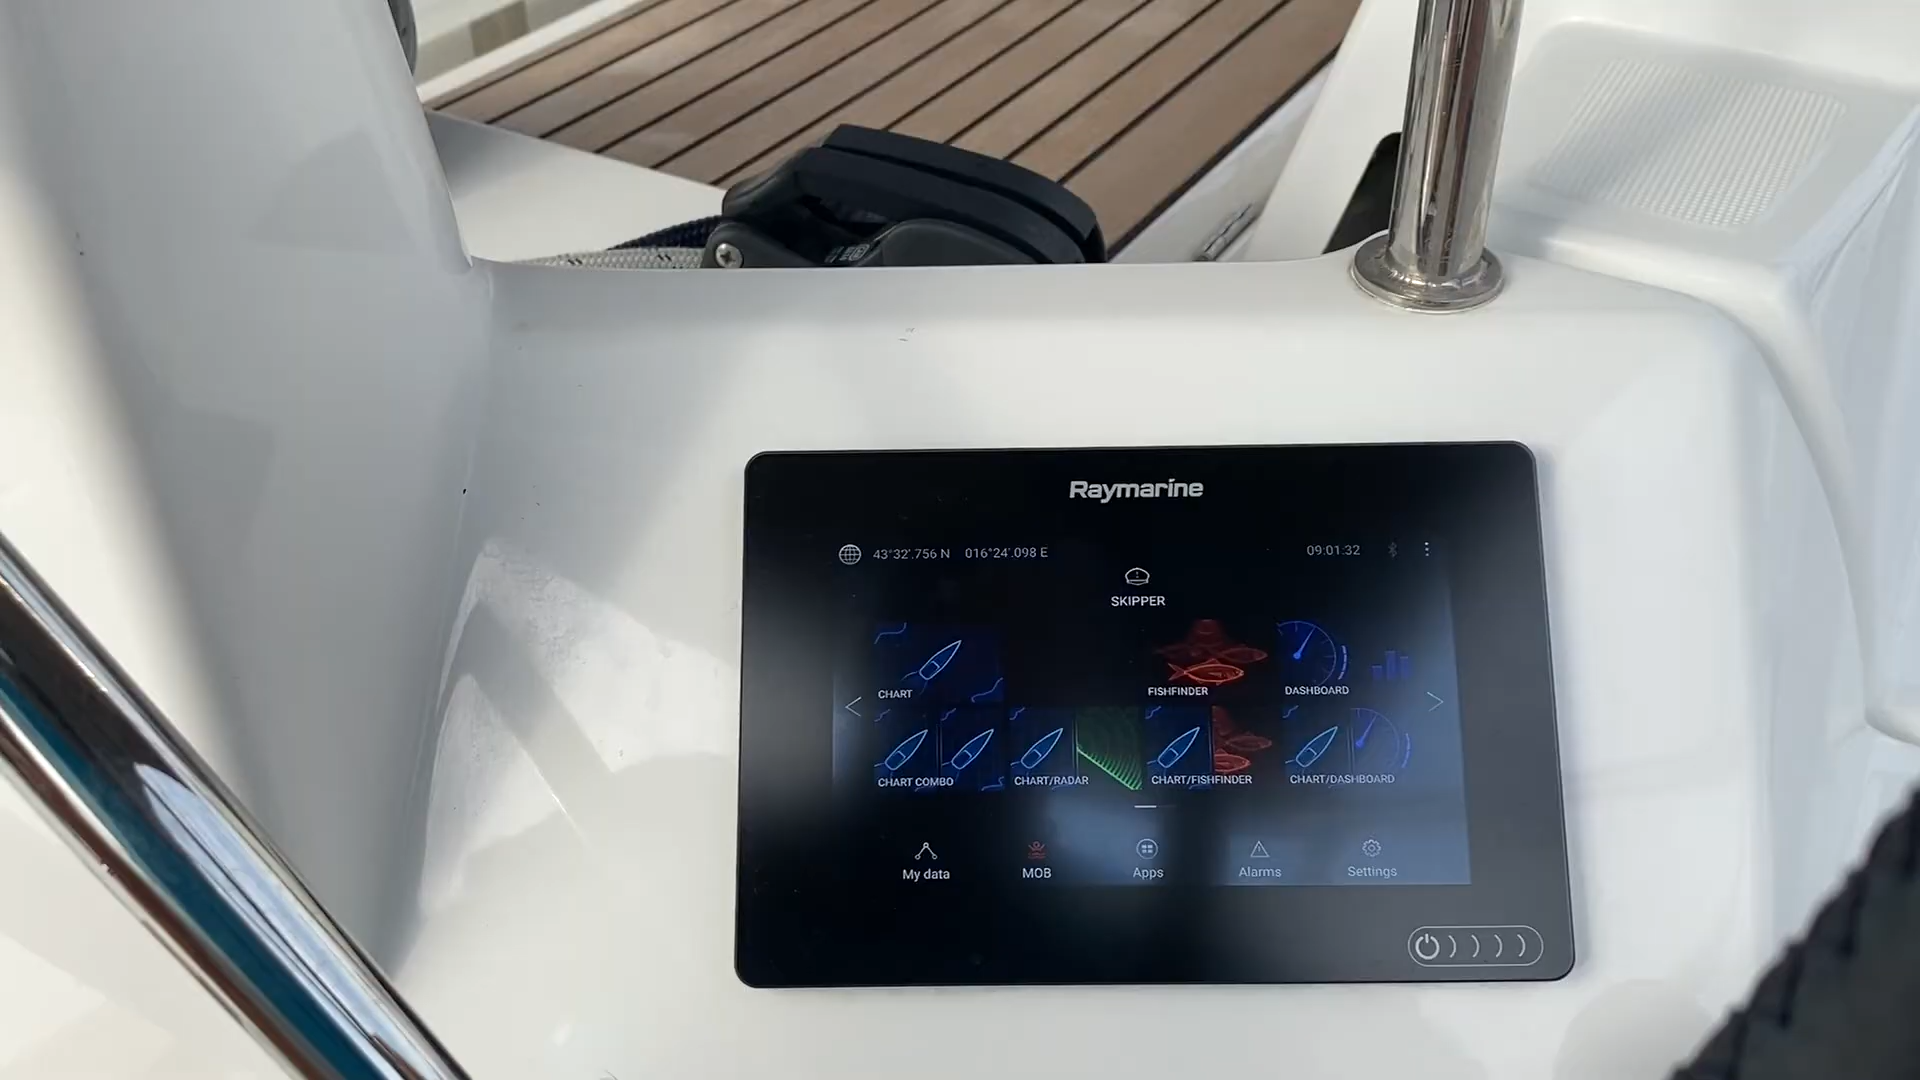 Raymarine
43°32'.756 N 016°24'.098 E 09:01:32
SKIPPER
CHART FISHFINDER DASHBOARD
CHART COMBO CHART/RADAR CHART/FISHFINDER CHART/DASHBOARD
My data MOB Apps Alarms Settings